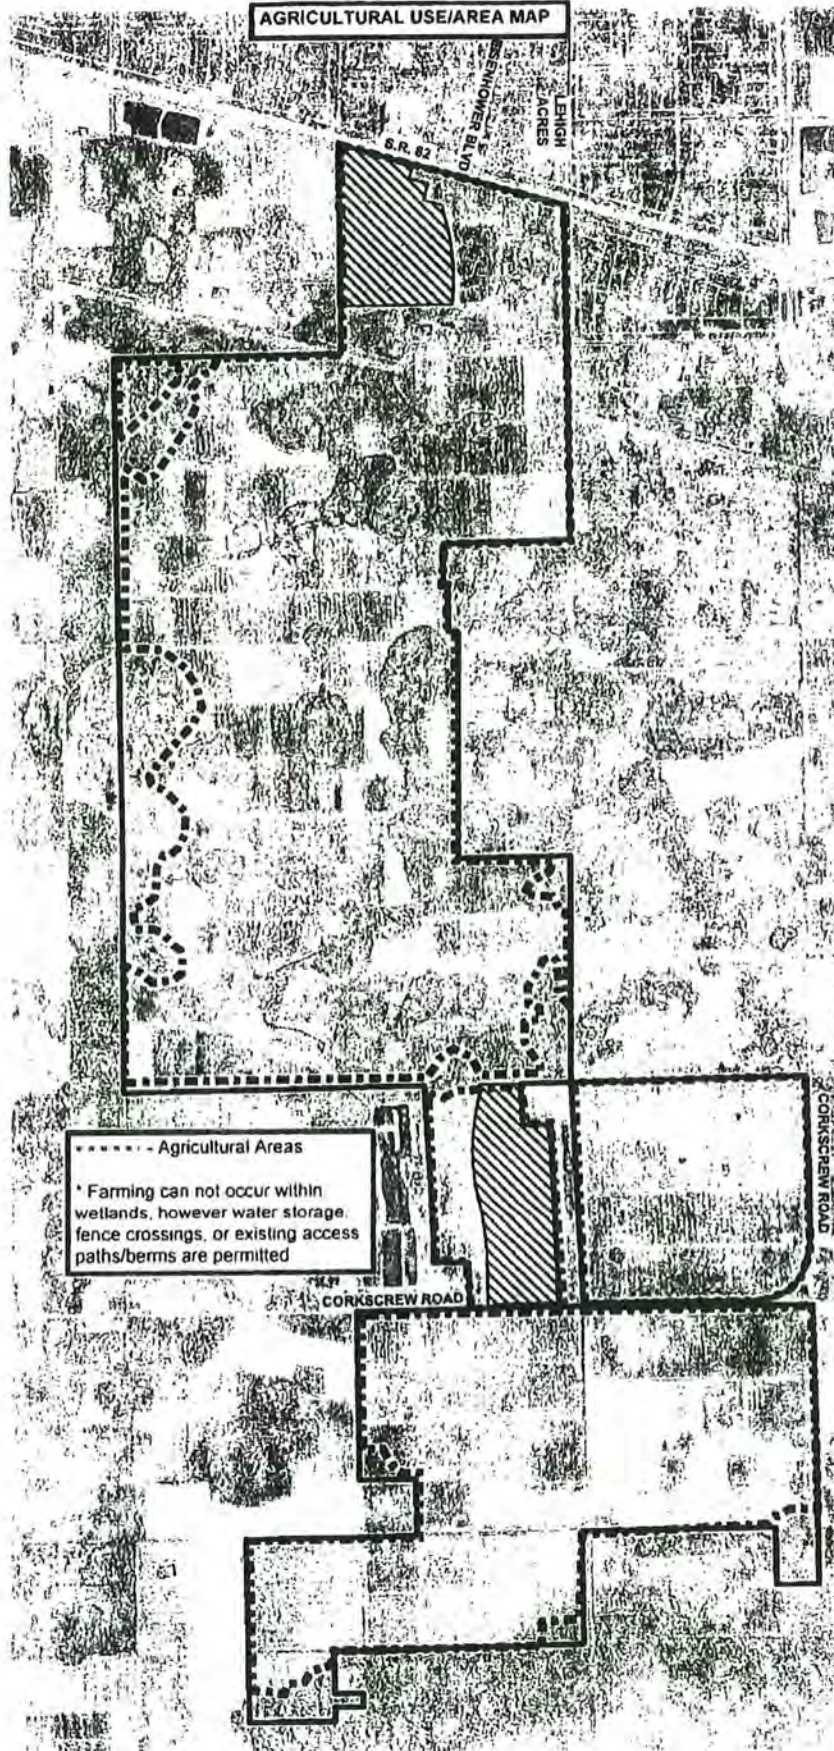 AGRICULTURAL USE/AREA MAP
LEHIGH
ACRES
BLVD
S.R. 82
CORKSCREW ROAD
Agricultural Areas
* Farming can not occur within
wetlands, however water storage,
fence crossings, or existing access
paths/berms are permitted
CORKSCREW ROAD